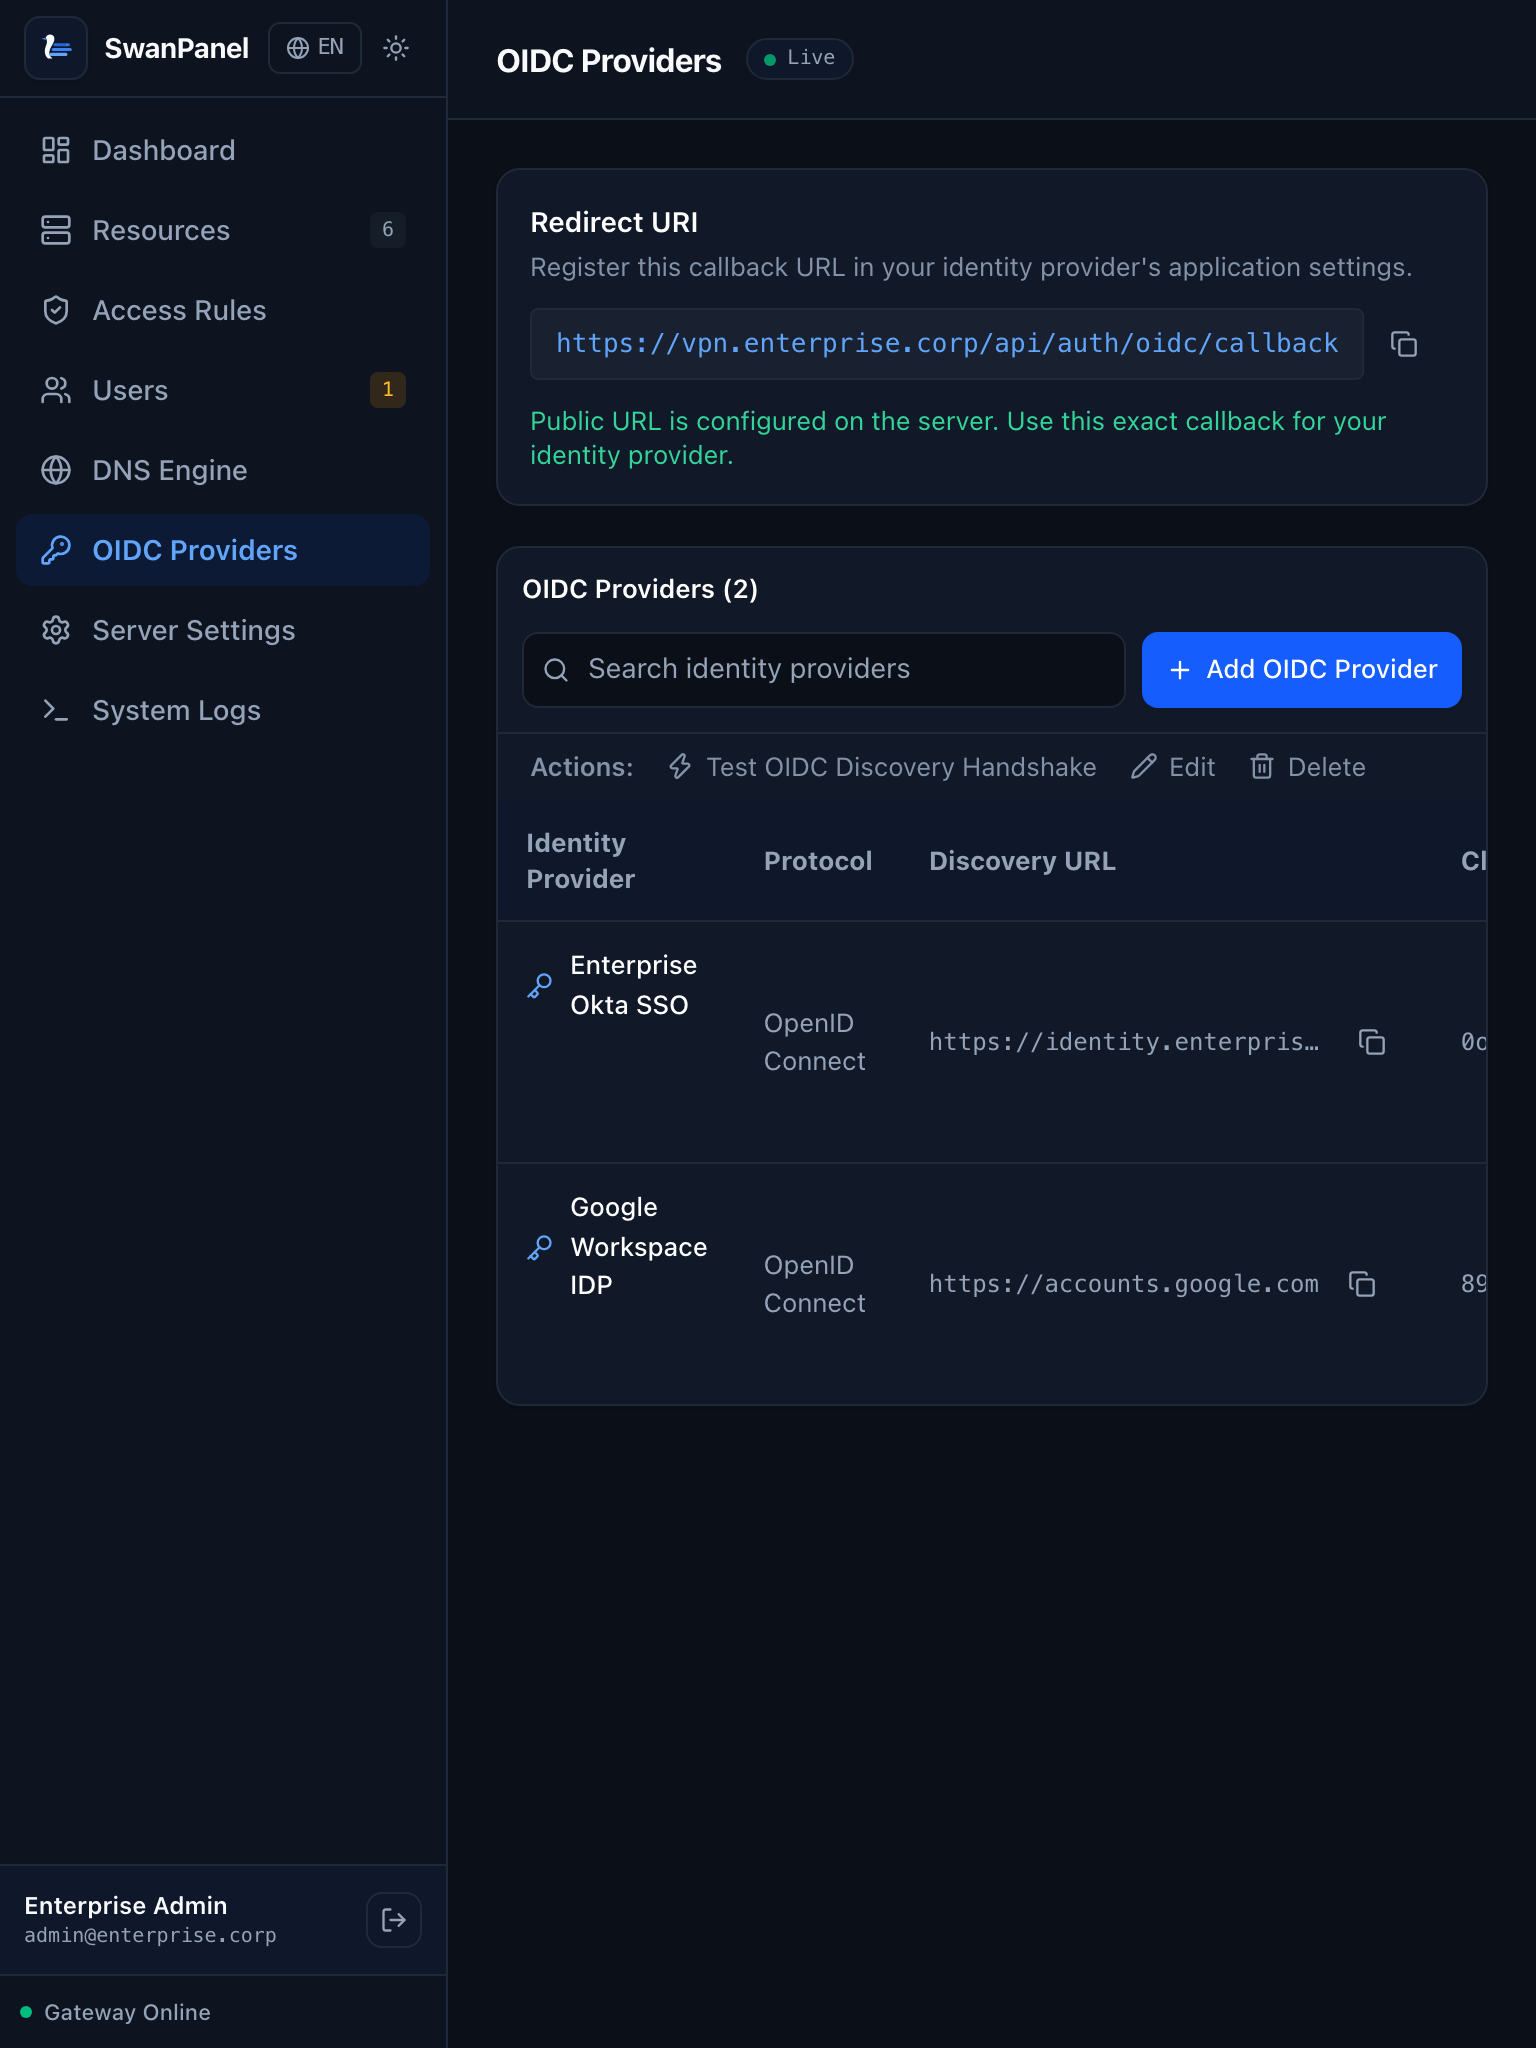 SwanPanel
EN
Dashboard
Resources 6
Access Rules
Users 1
DNS Engine
OIDC Providers
Server Settings
System Logs
Enterprise Admin
admin@enterprise.corp
Gateway Online
OIDC Providers
Live
Redirect URI
Register this callback URL in your identity provider's application settings.
https://vpn.enterprise.corp/api/auth/oidc/callback
Public URL is configured on the server. Use this exact callback for your
identity provider.
OIDC Providers (2)
Search identity providers
Add OIDC Provider
Actions: Test OIDC Discovery Handshake Edit Delete
Identity
Provider
Protocol
Discovery URL
Cl
Enterprise
Okta SSO
OpenID
Connect
https://identity.enterpris…
0o
Google
Workspace
IDP
OpenID
Connect
https://accounts.google.com
89